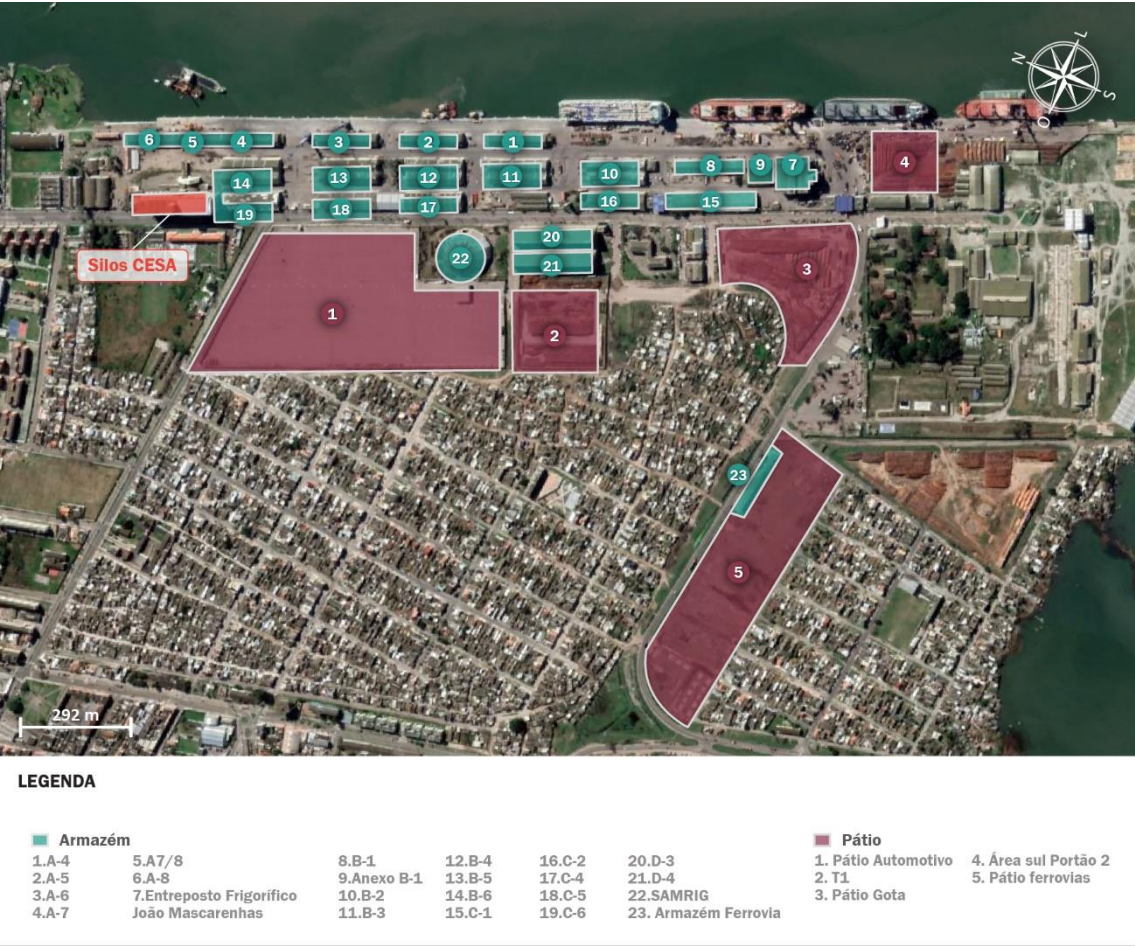 L
N
S
O
6
5
4
3
2
1
14
13
12
11
10
8
9
7
4
19
18
17
16
15
Silos CESA
22
20
21
3
1
2
23
5
292 m
LEGENDA
Armazém
1.A-4
2.A-5
3.A-6
4.A-7
5.A7/8
6.A-8
7.Entreposto Frigorífico
João Mascarenhas
8.B-1
9.Anexo B-1
10.B-2
11.B-3
12.B-4
13.B-5
14.B-6
15.C-1
16.C-2
17.C-4
18.C-5
19.C-6
20.D-3
21.D-4
22.SAMRIG
23. Armazém Ferrovia
Pátio
1. Pátio Automotivo
2. T1
3. Pátio Gota
4. Área sul Portão 2
5. Pátio ferrovias